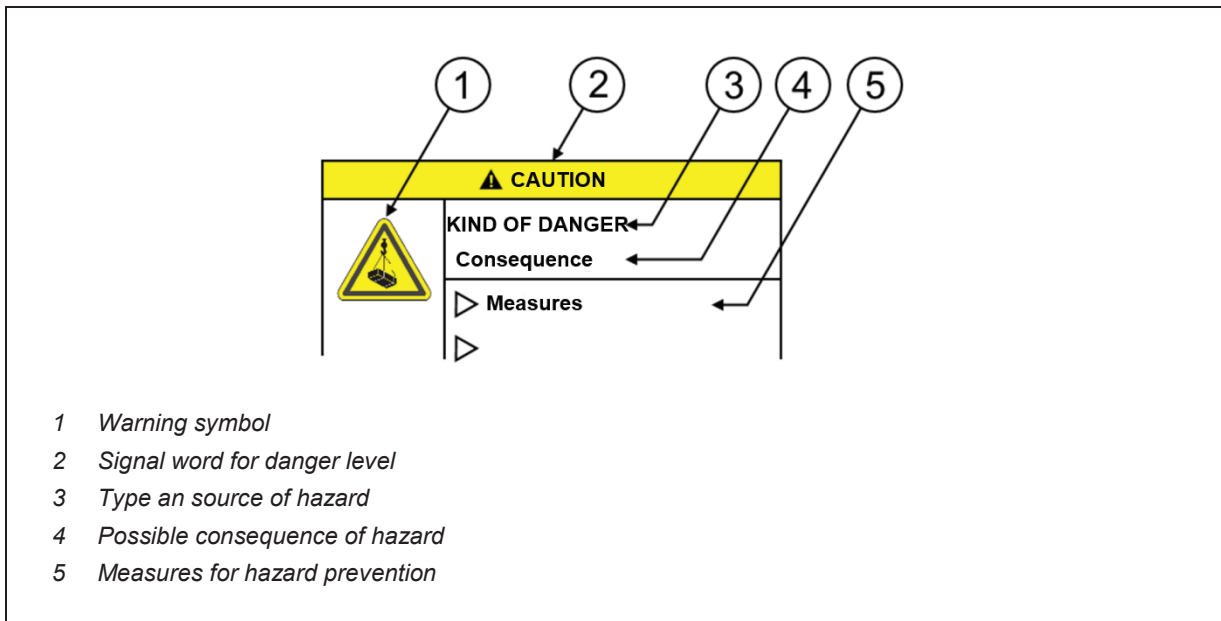 1 2 3 4 5
CAUTION
KIND OF DANGER
Consequence
Measures
1 Warning symbol
2 Signal word for danger level
3 Type an source of hazard
4 Possible consequence of hazard
5 Measures for hazard prevention